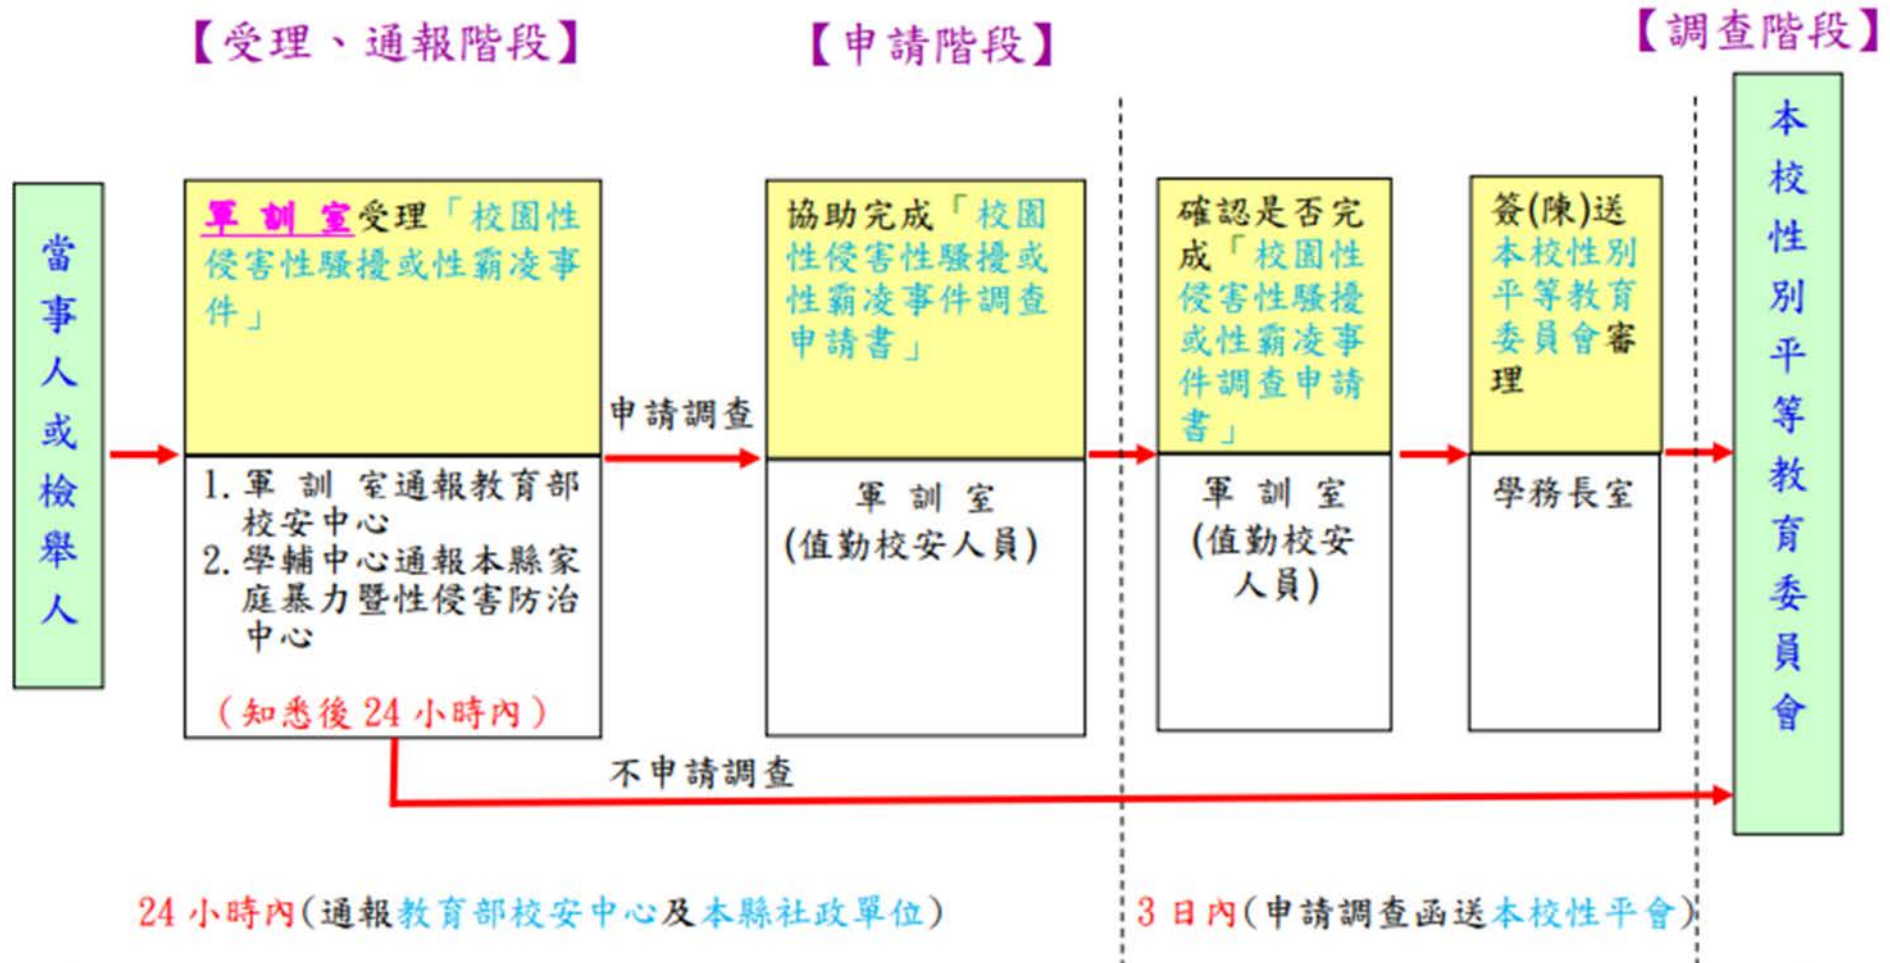 【受理、通報階段】
【申請階段】
【調查階段】
當事人或檢舉人
軍訓室受理「校園性
侵害性騷擾或性霸凌事
件」
1. 軍訓室通報教育部
校安中心
2. 學輔中心通報本縣家
庭暴力暨性侵害防治
中心
(知悉後 24 小時內)
申請調查
不申請調查
協助完成「校園
性侵害性騷擾或
性霸凌事件調查
申請書」
軍訓室
(值勤校安人員)
確認是否完
成「校園性
侵害性騷擾
或性霸凌事
件調查申請
書」
軍訓室
(值勤校安
人員)
簽(陳)送
本校性別
平等教育
委員會審
理
學務長室
本校性別平等教育委員會
24 小時內(通報教育部校安中心及本縣社政單位)
3 日內(申請調查函送本校性平會)